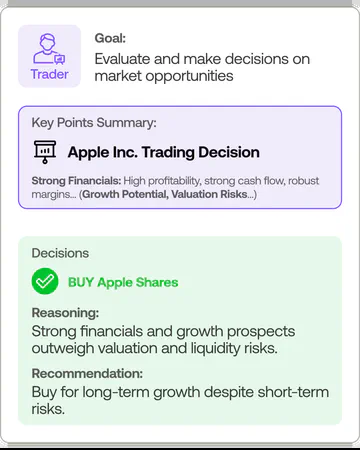 Trader
Goal:
Evaluate and make decisions on
market opportunities
Key Points Summary:
Apple Inc. Trading Decision
Strong Financials: High profitability, strong cash flow, robust
margins... (Growth Potential, Valuation Risks...)
Decisions
BUY Apple Shares
Reasoning:
Strong financials and growth prospects
outweigh valuation and liquidity risks.
Recommendation:
Buy for long-term growth despite short-term
risks.